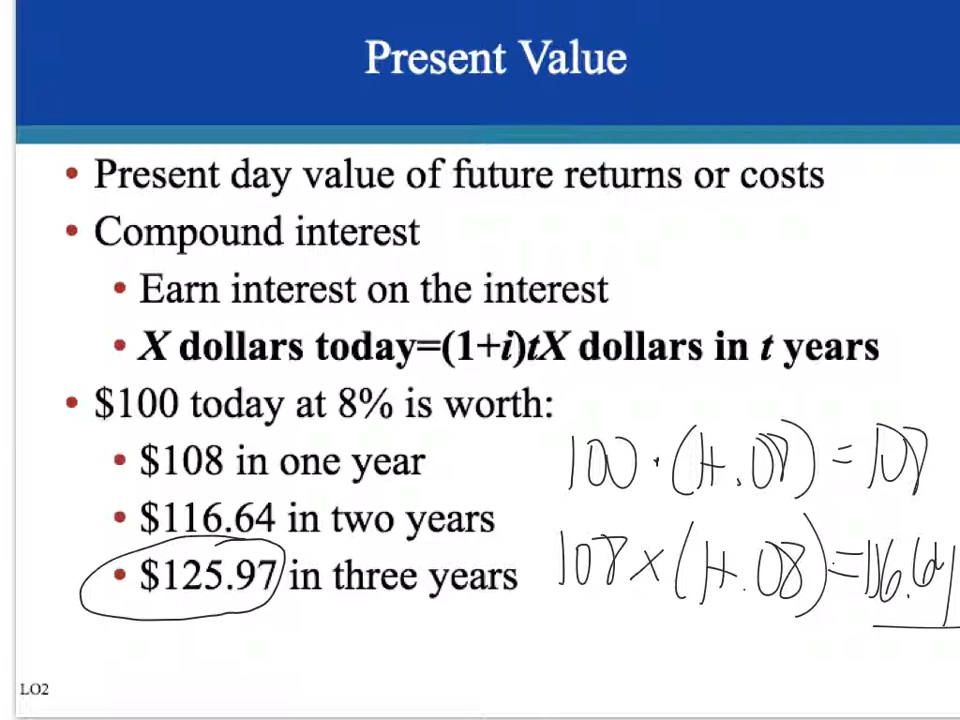 Present Value
• Present day value of future returns or costs
• Compound interest
• Earn interest on the interest
• X dollars today=(1+i)tX dollars in t years
• $100 today at 8% is worth:
• $108 in one year
100 · (1+.08) = 108
• $116.64 in two years
108 x (1+.08) = 116.64
• $125.97 in three years
LO2